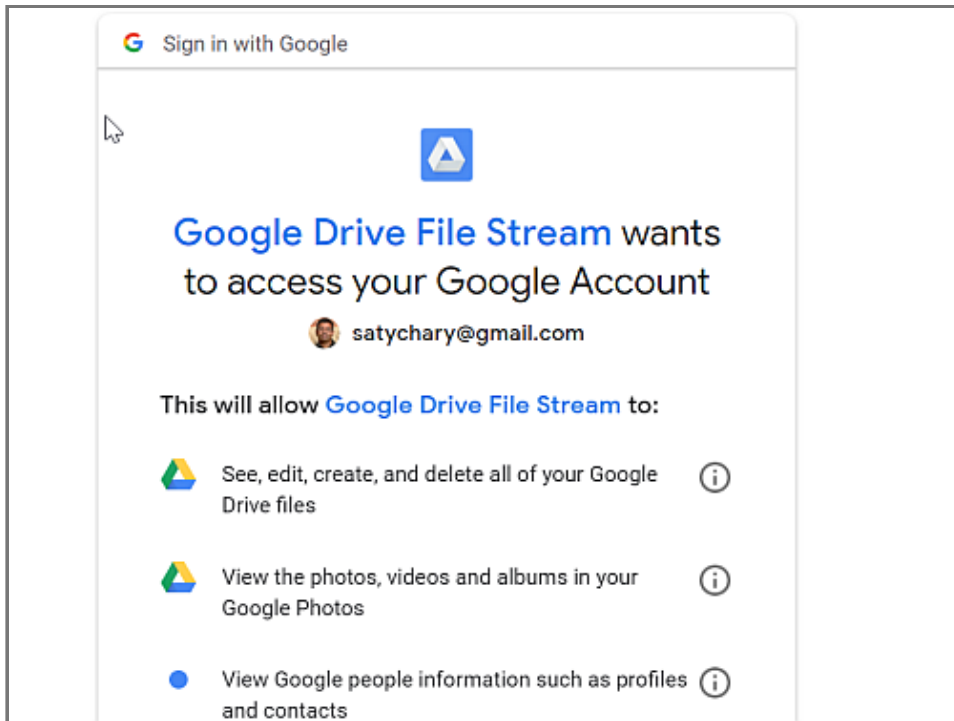 Sign in with Google
Google Drive File Stream wants
to access your Google Account
satychary@gmail.com
This will allow Google Drive File Stream to:
See, edit, create, and delete all of your Google
Drive files
View the photos, videos and albums in your
Google Photos
View Google people information such as profiles
and contacts